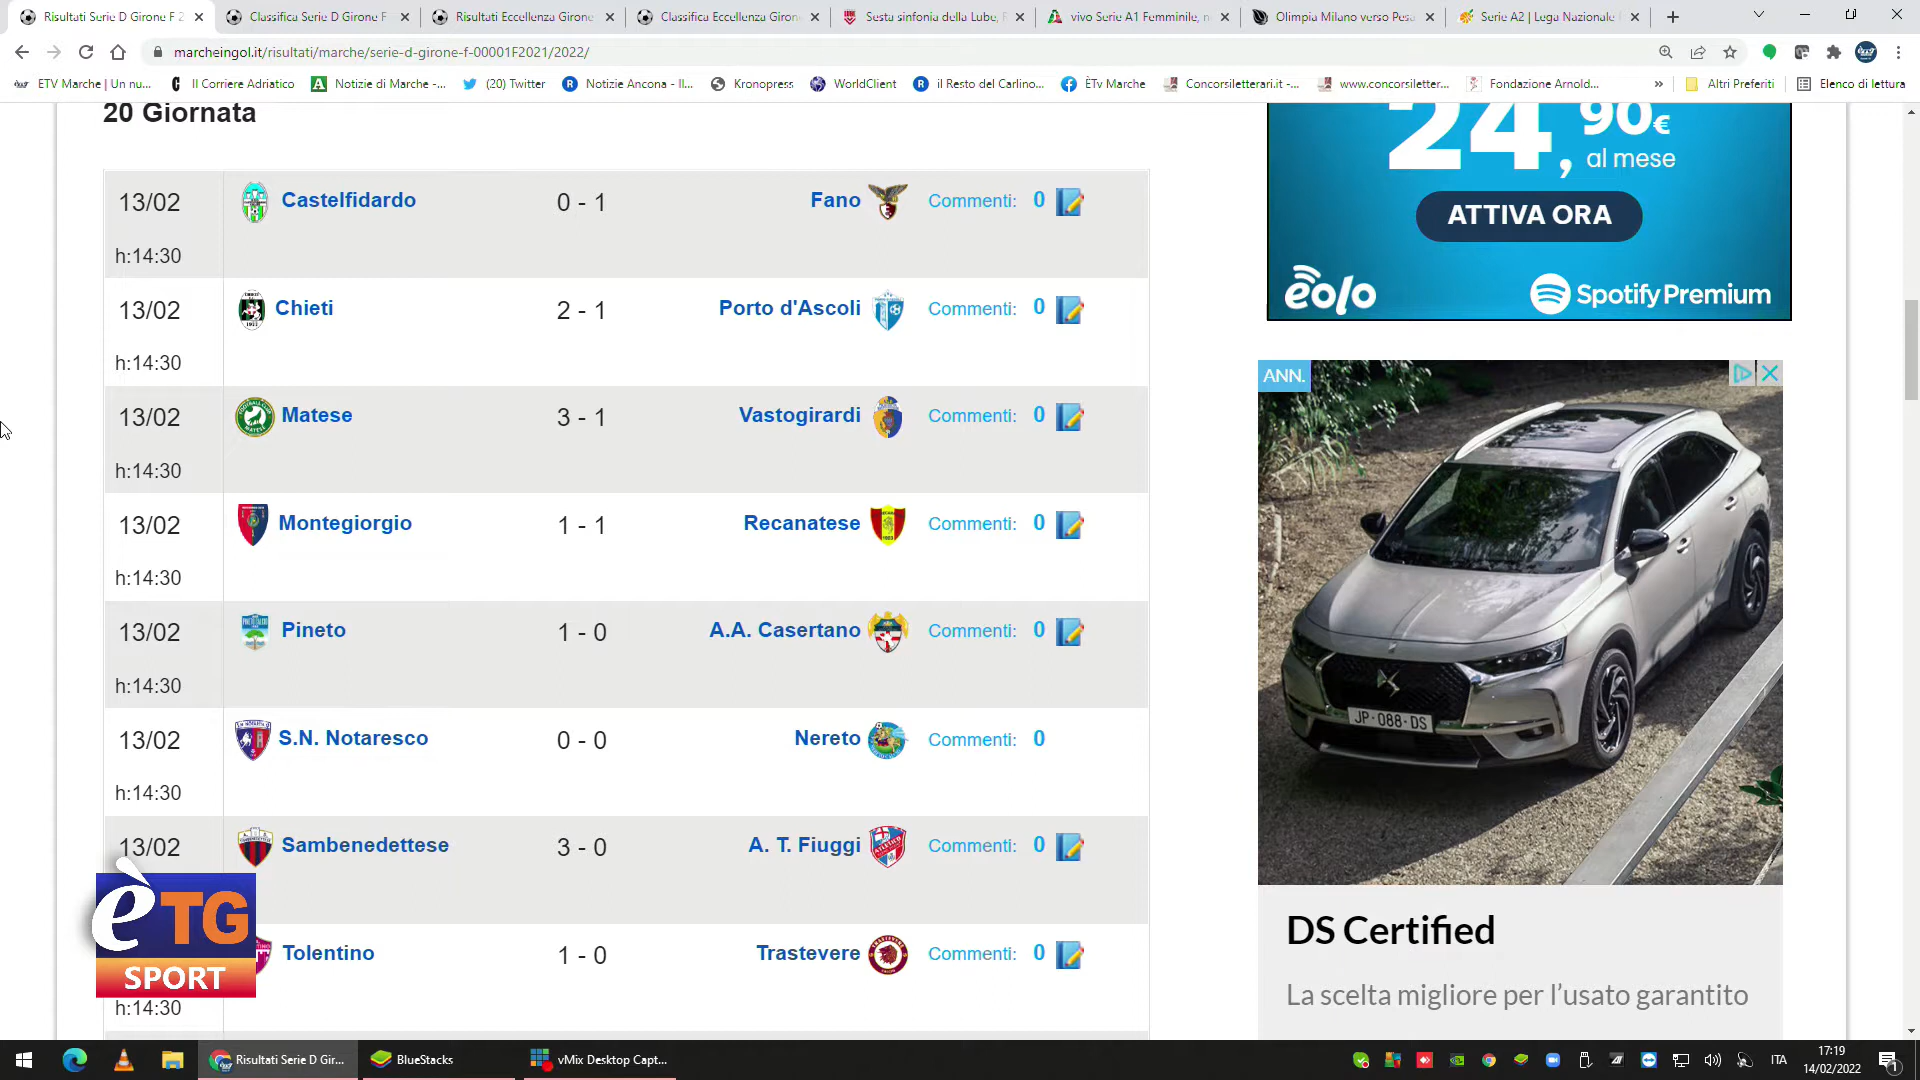 Risultati Serie D Girone F 2
Classifica Serie D Girone F
Risultati Eccellenza Girone
Classifica Eccellenza Girone
Sesta sinfonia della Lube, P
vivo Serie A1 Femminile, n
Olimpia Milano verso Pesa
Serie A2 | Lega Nazionale
marcheingol.it/risultati/marche/serie-d-girone-f-00001F2021/2022/
ETV Marche | Un nu...
Il Corriere Adriatico
Notizie di Marche -...
(20) Twitter
Notizie Ancona - Il...
Kronopress
WorldClient
il Resto del Carlino...
ÈTv Marche
Concorsiletterari.it -...
www.concorsiletter...
Fondazione Arnold...
»
Altri Preferiti
Elenco di lettura
20 Giornata
13/02 Castelfidardo 0 - 1 Fano Commenti: 0
h:14:30
13/02 Chieti 2 - 1 Porto d'Ascoli Commenti: 0
h:14:30
13/02 Matese 3 - 1 Vastogirardi Commenti: 0
h:14:30
13/02 Montegiorgio 1 - 1 Recanatese Commenti: 0
h:14:30
13/02 Pineto 1 - 0 A.A. Casertano Commenti: 0
h:14:30
13/02 S.N. Notaresco 0 - 0 Nereto Commenti: 0
h:14:30
13/02 Sambenedettese 3 - 0 A. T. Fiuggi Commenti: 0
Tolentino 1 - 0 Trastevere Commenti: 0
h:14:30
èTG
SPORT
24,90€
al mese
ATTIVA ORA
eolo
Spotify Premium
ANN.
JP-088-DS
DS Certified
La scelta migliore per l'usato garantito
Risultati Serie D Gir...
BlueStacks
vMix Desktop Capt...
ITA
17:19
14/02/2022
1